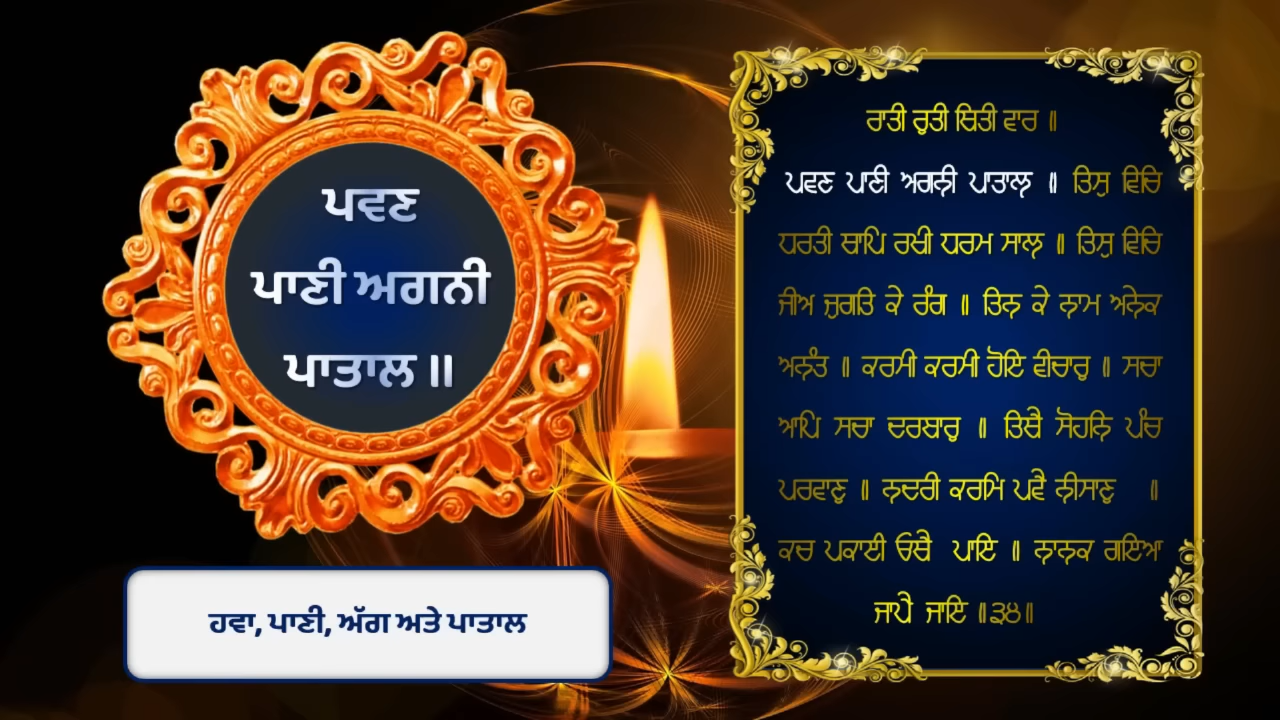 ਪਵਣ
ਪਾਣੀ ਅਗਨੀ
ਪਾਤਾਲ ॥
ਹਵਾ, ਪਾਣੀ, ਅੱਗ ਅਤੇ ਪਾਤਾਲ
ਰਾਤੀ ਰੁਤੀ ਥਿਤੀ ਵਾਰ ॥
ਪਵਣ ਪਾਣੀ ਅਗਨੀ ਪਾਤਾਲ ॥ ਤਿਸੁ ਵਿਚਿ
ਧਰਤੀ ਥਾਪਿ ਰਖੀ ਧਰਮ ਸਾਲ ॥ ਤਿਸੁ ਵਿਚਿ
ਜੀਅ ਜੁਗਤਿ ਕੇ ਰੰਗ ॥ ਤਿਨ ਕੇ ਨਾਮ ਅਨੇਕ
ਅਨੰਤ ॥ ਕਰਮੀ ਕਰਮੀ ਹੋਇ ਵੀਚਾਰੁ ॥ ਸਚਾ
ਆਪਿ ਸਚਾ ਦਰਬਾਰੁ ॥ ਤਿਥੈ ਸੋਹਨਿ ਪੰਚ
ਪਰਵਾਣੁ ॥ ਨਦਰੀ ਕਰਮਿ ਪਵੈ ਨੀਸਾਣੁ ॥
ਕਚ ਪਕਾਈ ਓਥੈ ਪਾਇ ॥ ਨਾਨਕ ਗਇਆ
ਜਾਪੈ ਜਾਇ ॥੩੪॥